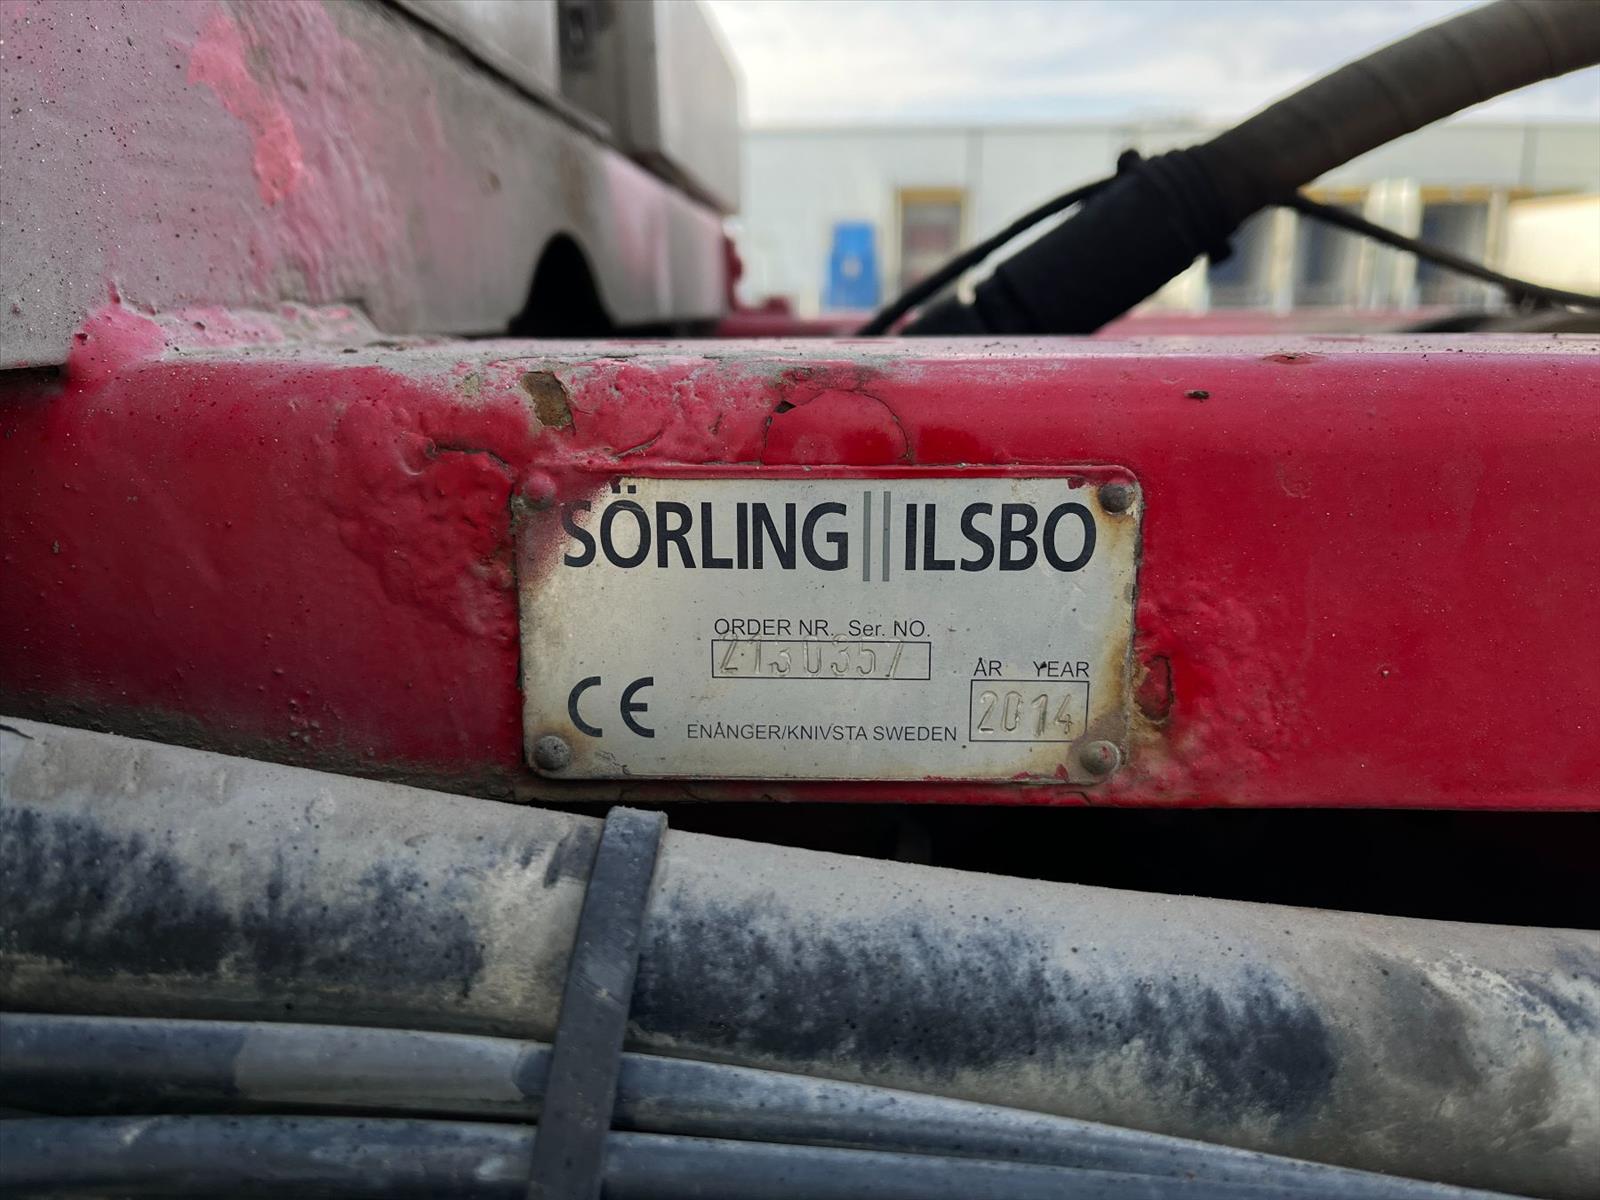 SÖRLING||ILSBO
ORDER NR. Ser. NO.
2130357
ÅR YEAR
2014
CE
ENÅNGER/KNIVSTA SWEDEN